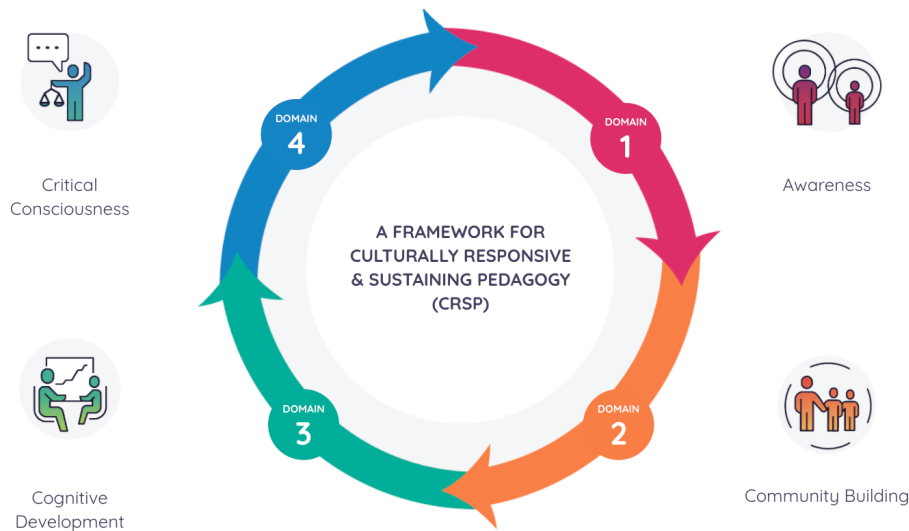 DOMAIN
4
DOMAIN
1
Critical
Consciousness
Awareness
A FRAMEWORK FOR
CULTURALLY RESPONSIVE
& SUSTAINING PEDAGOGY
(CRSP)
DOMAIN
3
DOMAIN
2
Cognitive
Development
Community Building